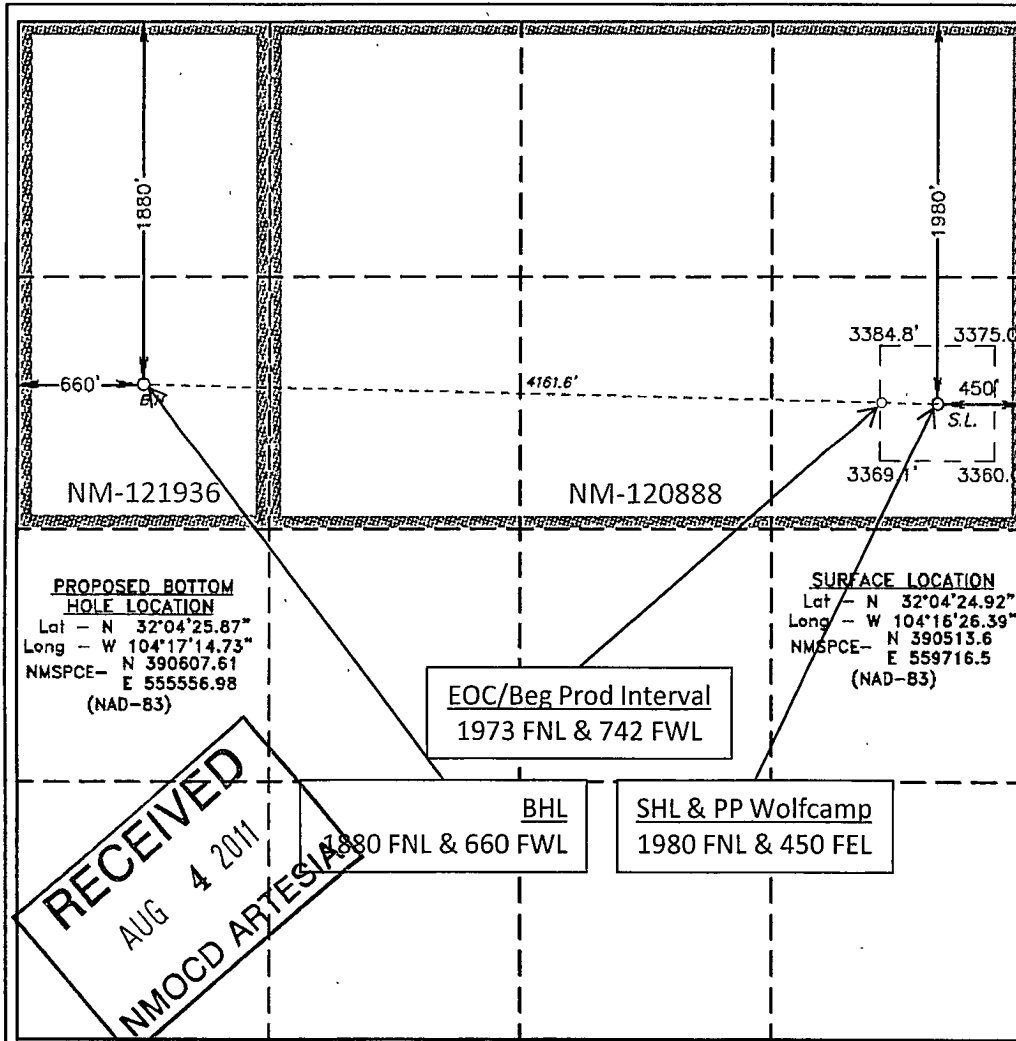 1880'
1980'
3384.8' 3375.0
660'
4161.6'
450'
S.L.
3369.1' 3360.
NM-121936
NM-120888
PROPOSED BOTTOM
HOLE LOCATION
Lat - N 32°04'25.87"
Long - W 104°17'14.73"
NMSPCE- N 390607.61
E 555556.98
(NAD-83)
SURFACE LOCATION
Lat - N 32°04'24.92"
Long - W 104°16'26.39"
NMSPCE- N 390513.6
E 559716.5
(NAD-83)
EOC/Beg Prod Interval
1973 FNL & 742 FWL
BHL
1880 FNL & 660 FWL
SHL & PP Wolfcamp
1980 FNL & 450 FEL
RECEIVED
AUG 4 2011
NMOCD ARTESIA